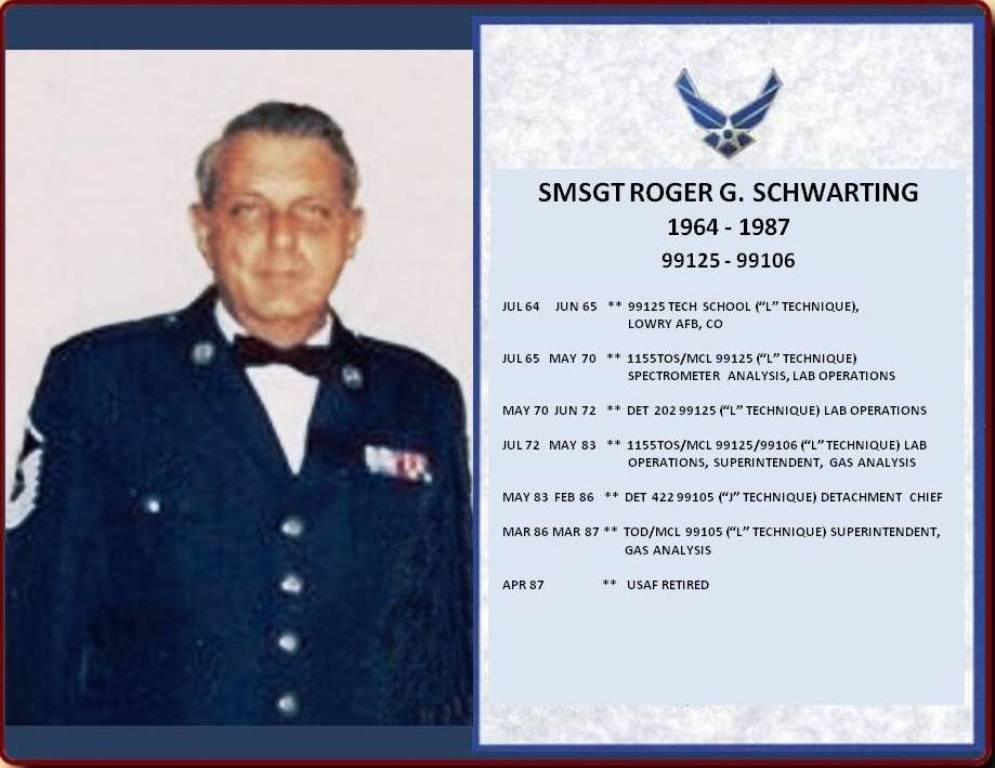 SMSGT ROGER G. SCHWARTING
1964 - 1987
99125 - 99106
JUL 64 JUN 65 ** 99125 TECH SCHOOL (“L” TECHNIQUE),
LOWRY AFB, CO
JUL 65 MAY 70 ** 1155TOS/MCL 99125 (“L” TECHNIQUE)
SPECTROMETER ANALYSIS, LAB OPERATIONS
MAY 70 JUN 72 ** DET 202 99125 (“L” TECHNIQUE) LAB OPERATIONS
JUL 72 MAY 83 ** 1155TOS/MCL 99125/99106 (“L” TECHNIQUE) LAB
OPERATIONS, SUPERINTENDENT, GAS ANALYSIS
MAY 83 FEB 86 ** DET 422 99105 (“J” TECHNIQUE) DETACHMENT CHIEF
MAR 86 MAR 87 ** TOD/MCL 99105 (“L” TECHNIQUE) SUPERINTENDENT,
GAS ANALYSIS
APR 87 ** USAF RETIRED